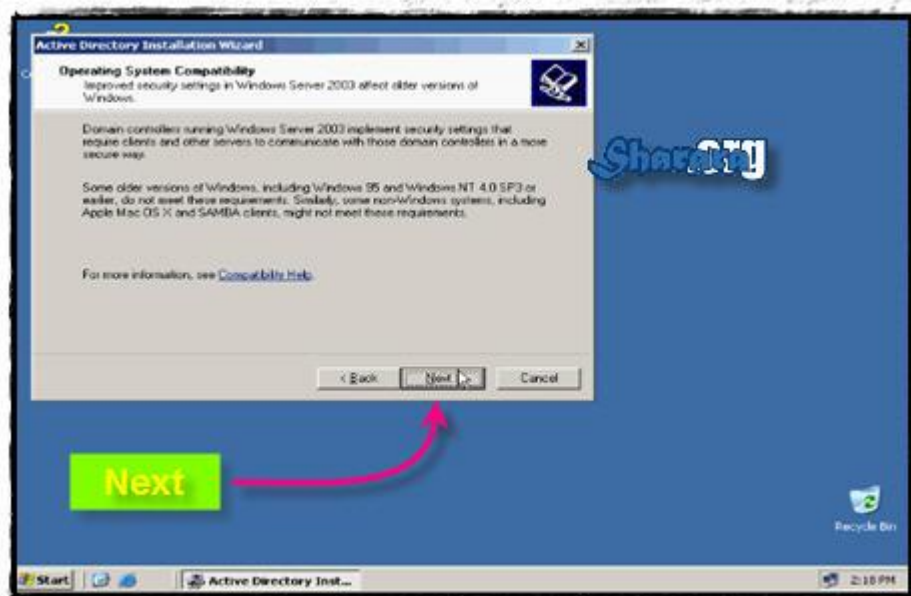 Active Directory Installation Wizard
Operating System Compatibility
Improved security settings in Windows Server 2003 affect older versions of
Windows.
Domain controllers running Windows Server 2003 implement security settings that
require clients and other servers to communicate with those domain controllers in a more
secure way.
Some older versions of Windows, including Windows 95 and Windows NT 4.0 SP3 or
earlier, do not meet these requirements. Similarly, some non-Windows systems, including
Apple Mac OS X and SAMBA clients, might not meet these requirements.
For more information, see Compatibility Help.
< Back
Next
Cancel
Next
Recycle Bin
Start
Active Directory Inst...
2:18 PM